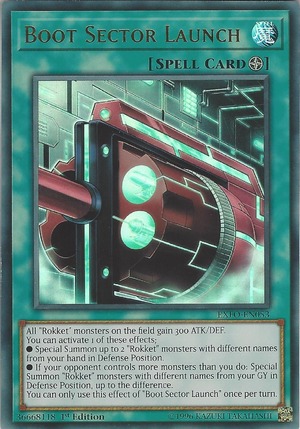 BOOT SECTOR LAUNCH
[SPELL CARD]
EXFO-EN053
All "Rokket" monsters on the field gain 300 ATK/DEF.
You can activate 1 of these effects;
● Special Summon up to 2 "Rokket" monsters with different names
from your hand in Defense Position.
● If your opponent controls more monsters than you do: Special
Summon "Rokket" monsters with different names from your GY in
Defense Position, up to the difference.
You can only use this effect of "Boot Sector Launch" once per turn.
36668118 1st Edition ©1996 KAZUKI TAKAHASHI